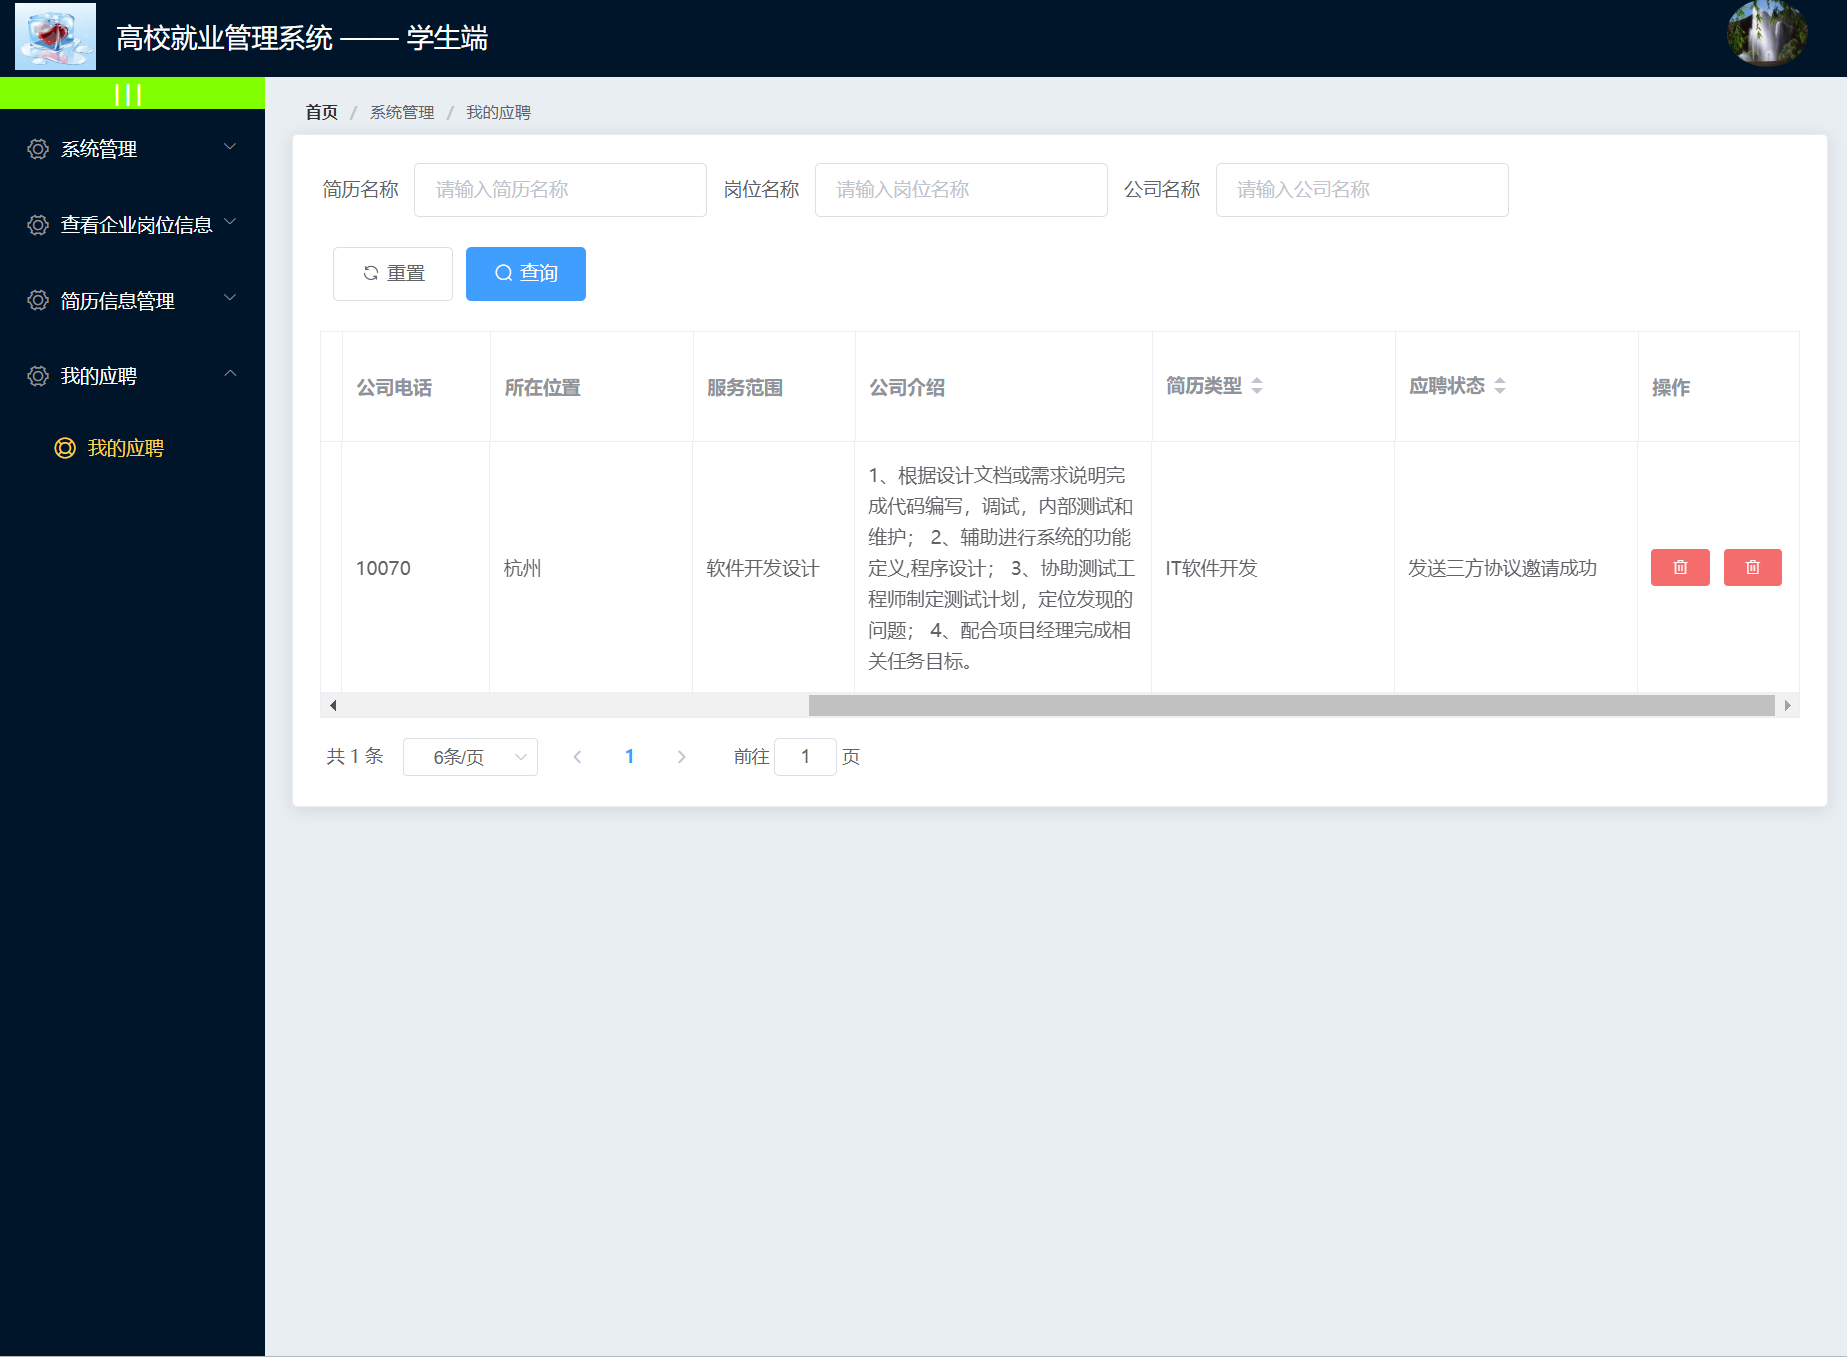 高校就业管理系统 —— 学生端
|||
首页 / 系统管理 / 我的应聘
系统管理
查看企业岗位信息
简历信息管理
我的应聘
我的应聘
简历名称 请输入简历名称 岗位名称 请输入岗位名称 公司名称 请输入公司名称
重置 查询
公司电话 所在位置 服务范围 公司介绍 简历类型 应聘状态 操作
1、根据设计文档或需求说明完
成代码编写，调试，内部测试和
维护； 2、辅助进行系统的功能
10070 杭州 软件开发设计 定义,程序设计； 3、协助测试工 IT软件开发 发送三方协议邀请成功
程师制定测试计划，定位发现的
问题； 4、配合项目经理完成相
关任务目标。
共 1 条 6条/页 1 前往 1 页